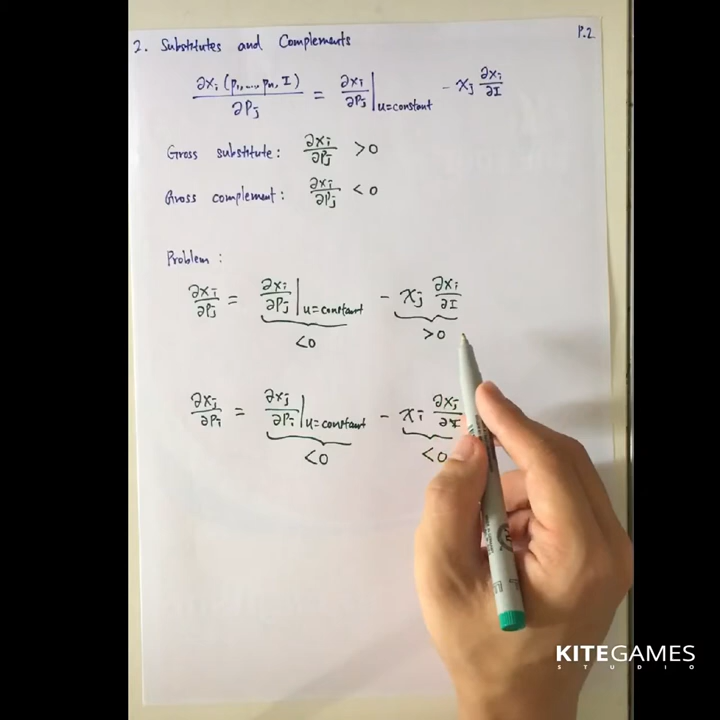 P.2
2. Substitutes and Complements
∂xᵢ(p₁,...,pₙ,I)/∂Pⱼ = ∂xᵢ/∂Pⱼ |u=constant - xⱼ ∂xᵢ/∂I
Gross substitute: ∂xᵢ/∂Pⱼ >0
Gross complement: ∂xᵢ/∂Pⱼ <0
Problem:
∂xᵢ/∂Pⱼ = ∂xᵢ/∂Pⱼ |u=constant - xⱼ ∂xᵢ/∂I
<0 >0
∂xⱼ/∂Pᵢ = ∂xⱼ/∂Pᵢ |u=constant - xᵢ ∂xⱼ/∂I
<0 <0
KITEGAMES
STUDIO